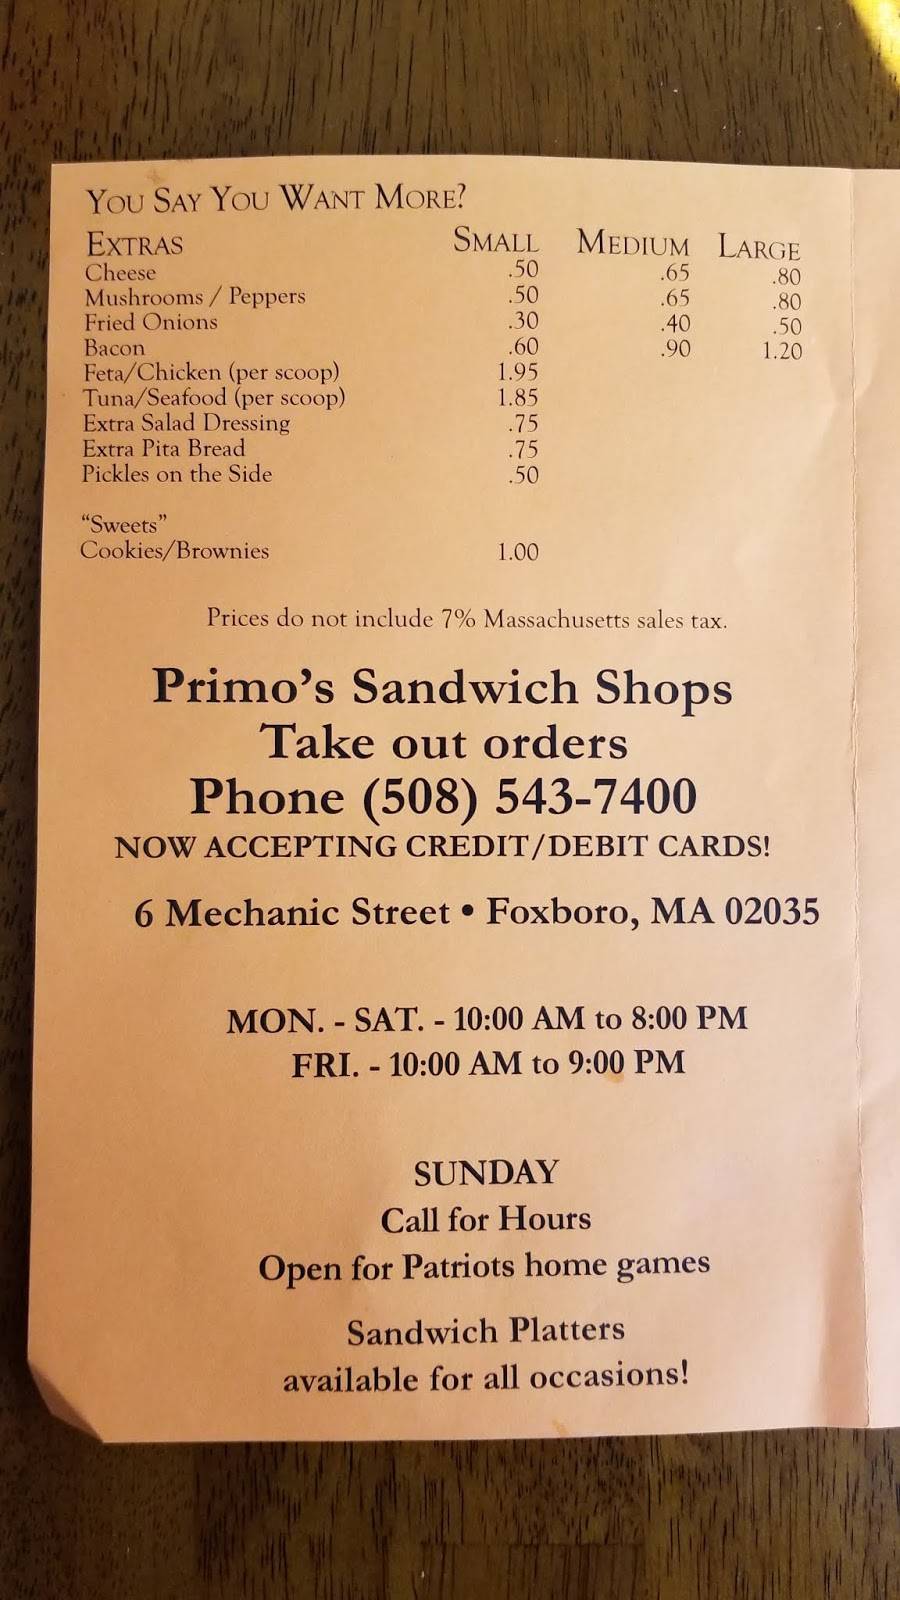 YOU SAY YOU WANT MORE?
EXTRAS SMALL MEDIUM LARGE
Cheese .50 .65 .80
Mushrooms / Peppers .50 .65 .80
Fried Onions .30 .40 .50
Bacon .60 .90 1.20
Feta/Chicken (per scoop) 1.95
Tuna/Seafood (per scoop) 1.85
Extra Salad Dressing .75
Extra Pita Bread .75
Pickles on the Side .50
“Sweets”
Cookies/Brownies 1.00
Prices do not include 7% Massachusetts sales tax.
Primo’s Sandwich Shops
Take out orders
Phone (508) 543-7400
NOW ACCEPTING CREDIT/DEBIT CARDS!
6 Mechanic Street • Foxboro, MA 02035
MON. - SAT. - 10:00 AM to 8:00 PM
FRI. - 10:00 AM to 9:00 PM
SUNDAY
Call for Hours
Open for Patriots home games
Sandwich Platters
available for all occasions!